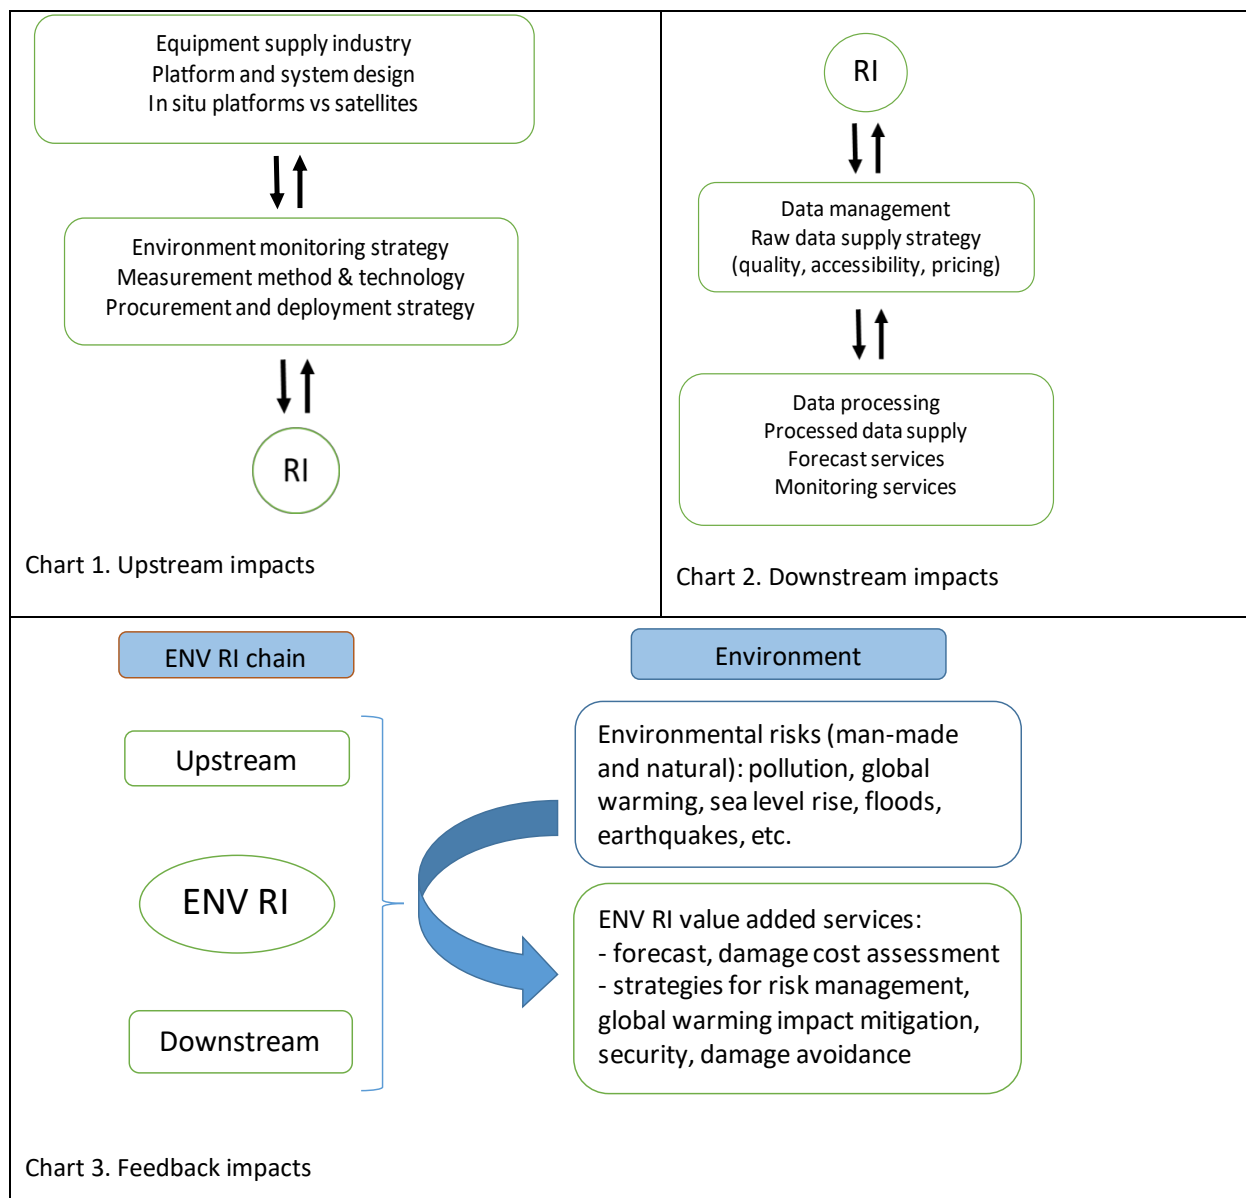 Equipment supply industry
Platform and system design
In situ platforms vs satellites
Environment monitoring strategy
Measurement method & technology
Procurement and deployment strategy
RI
Chart 1. Upstream impacts
RI
Data management
Raw data supply strategy
(quality, accessibility, pricing)
Data processing
Processed data supply
Forecast services
Monitoring services
Chart 2. Downstream impacts
ENV RI chain
Upstream
ENV RI
Downstream
Environment
Environmental risks (man-made
and natural): pollution, global
warming, sea level rise, floods,
earthquakes, etc.
ENV RI value added services:
- forecast, damage cost assessment
- strategies for risk management,
global warming impact mitigation,
security, damage avoidance
Chart 3. Feedback impacts